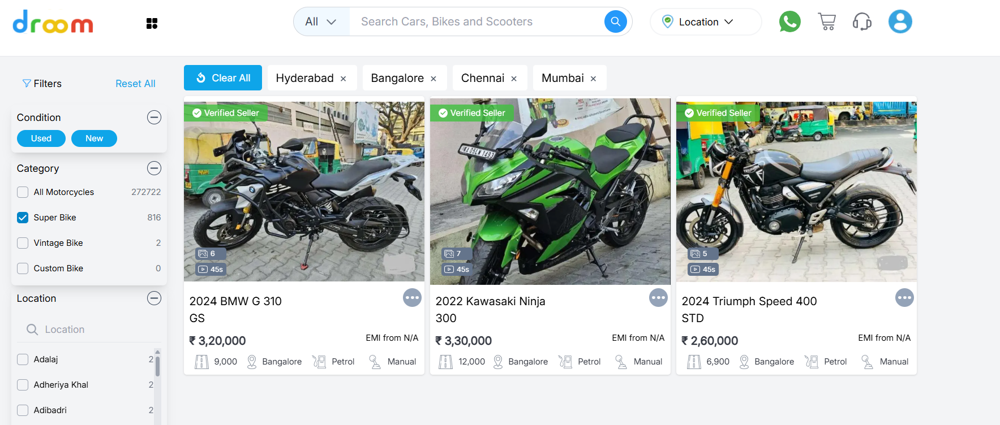 droom
All
Search Cars, Bikes and Scooters
Location
Filters
Reset All
Clear All
Hyderabad ×
Bangalore ×
Chennai ×
Mumbai ×
Condition
Used
New
Category
All Motorcycles 272722
Super Bike 816
Vintage Bike 2
Custom Bike 0
Location
Location
Adalaj 2
Adheriya Khal 2
Adibadri 2
Verified Seller
6
45s
2024 BMW G 310
GS
₹ 3,20,000
EMI from N/A
9,000 Bangalore Petrol Manual
Verified Seller
7
45s
2022 Kawasaki Ninja
300
₹ 3,30,000
EMI from N/A
12,000 Bangalore Petrol Manual
Verified Seller
TRIUMPH
5
45s
2024 Triumph Speed 400
STD
₹ 2,60,000
EMI from N/A
6,900 Bangalore Petrol Manual